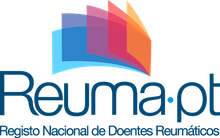 Reuma.pt
Registo Nacional de Doentes Reumáticos